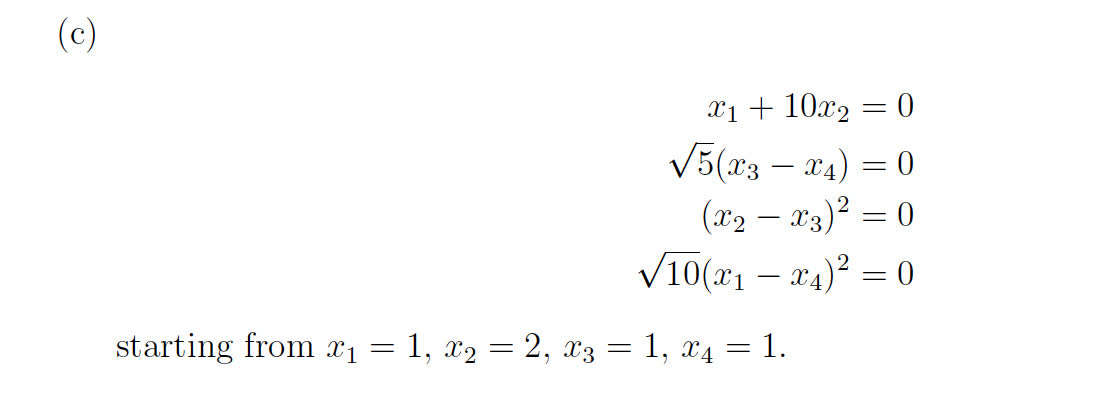 (c)
x₁ + 10x₂ = 0
√5(x₃ − x₄) = 0
(x₂ − x₃)² = 0
√10(x₁ − x₄)² = 0
starting from x₁ = 1, x₂ = 2, x₃ = 1, x₄ = 1.